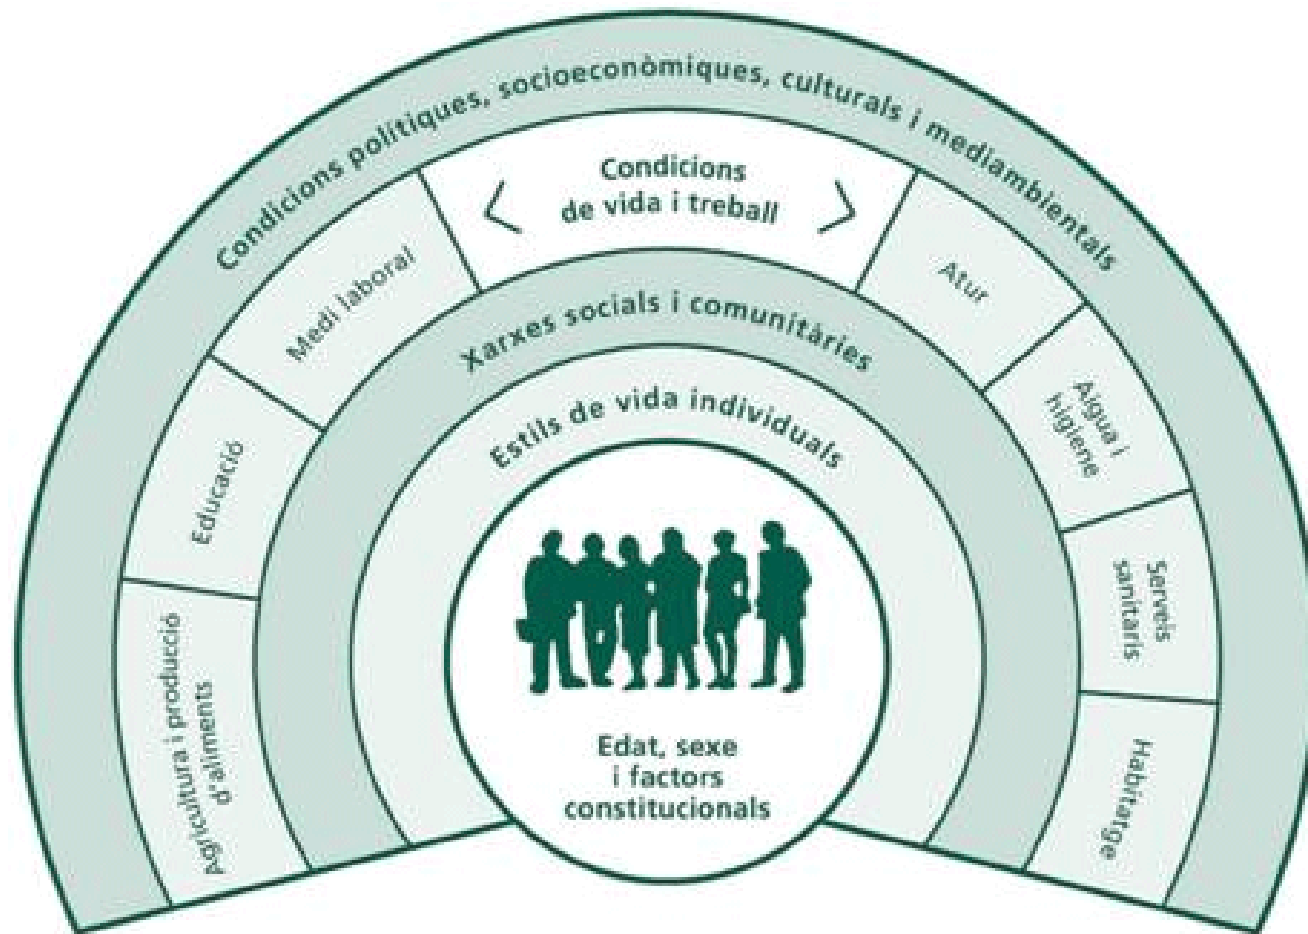 Condicions polítiques, socioeconòmiques, culturals i mediambientals
Condicions
de vida i treball
Medi laboral
Atur
Educació
Aigua i
higiene
Agricultura i producció
d'aliments
Serveis
sanitaris
Habitatge
Xarxes socials i comunitàries
Estils de vida individuals
Edat, sexe
i factors
constitucionals